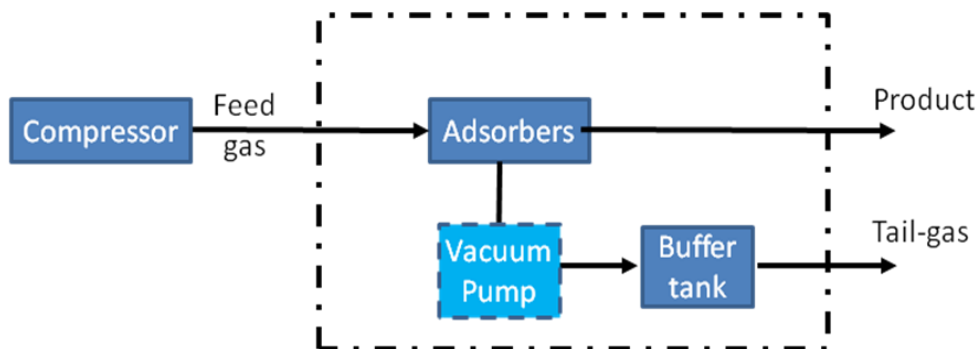 Feed
gas
Product
Compressor
Adsorbers
Vacuum
Pump
Buffer
tank
Tail-gas